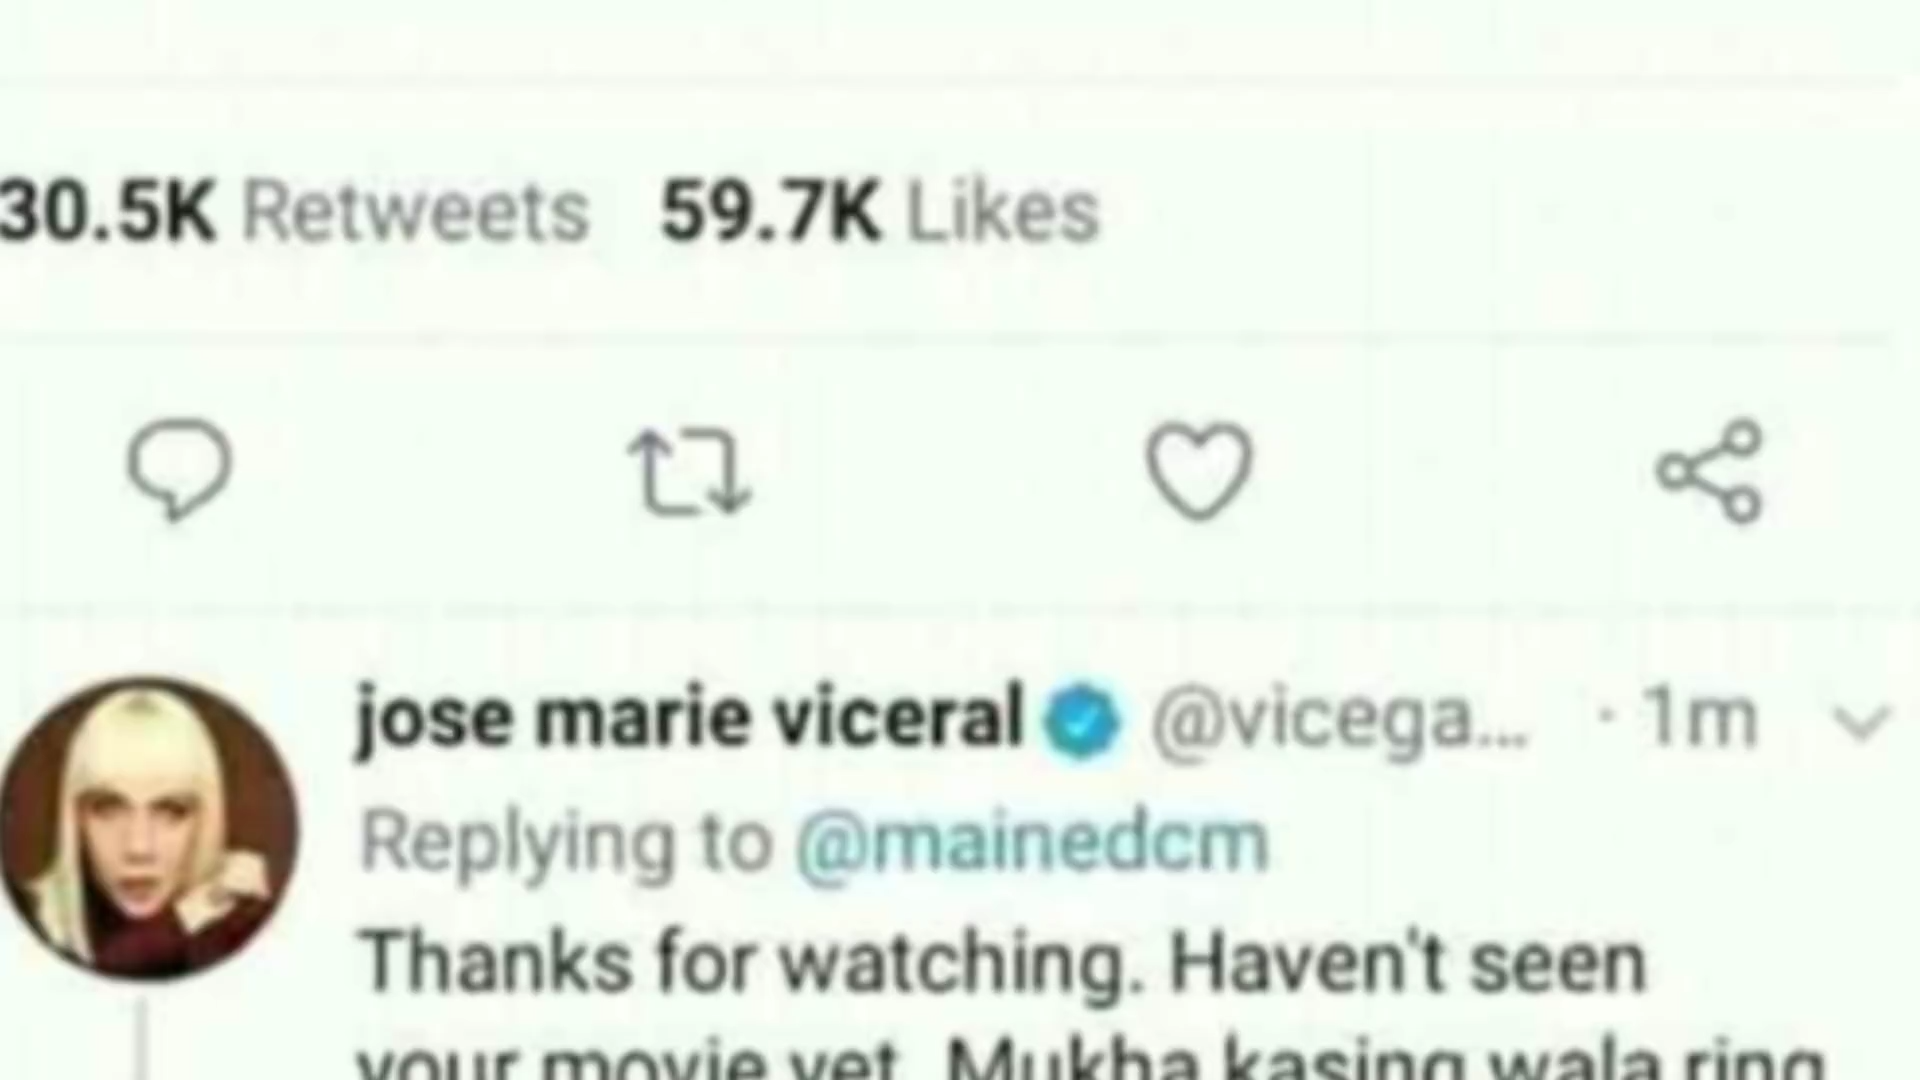 30.5K Retweets 59.7K Likes
jose marie viceral @vicega... · 1m
Replying to @mainedcm
Thanks for watching. Haven't seen
your movie yet. Mukha kasing wala ring